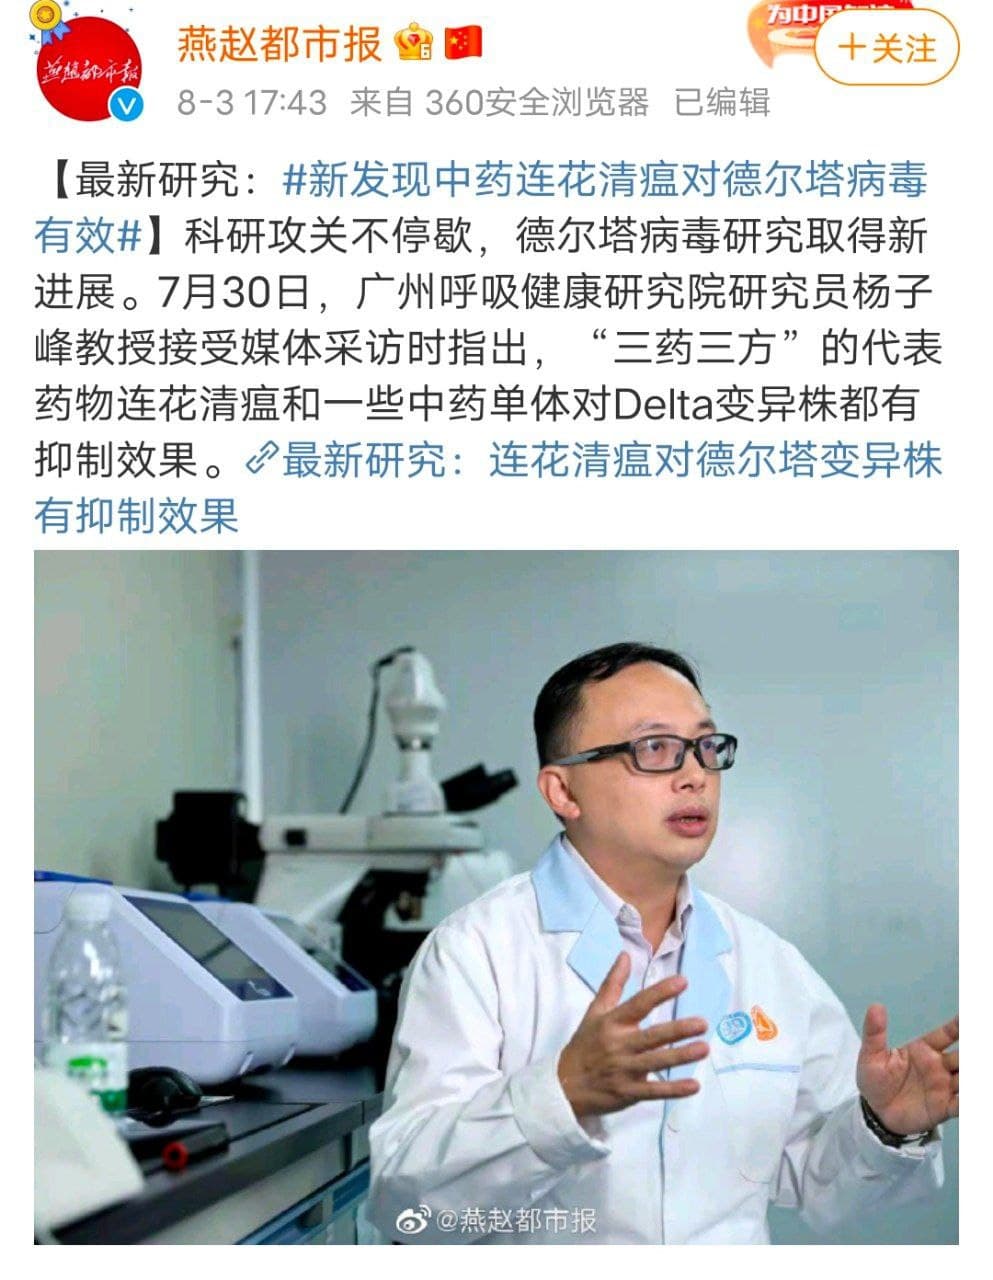 燕赵都市报
为中国加油
+关注
燕赵都市报
8-3 17:43 来自 360安全浏览器 已编辑
【最新研究：#新发现中药连花清瘟对德尔塔病毒
有效#】科研攻关不停歇，德尔塔病毒研究取得新
进展。7月30日，广州呼吸健康研究院研究员杨子
峰教授接受媒体采访时指出，“三药三方”的代表
药物连花清瘟和一些中药单体对Delta变异株都有
抑制效果。最新研究：连花清瘟对德尔塔变异株
有抑制效果
@燕赵都市报